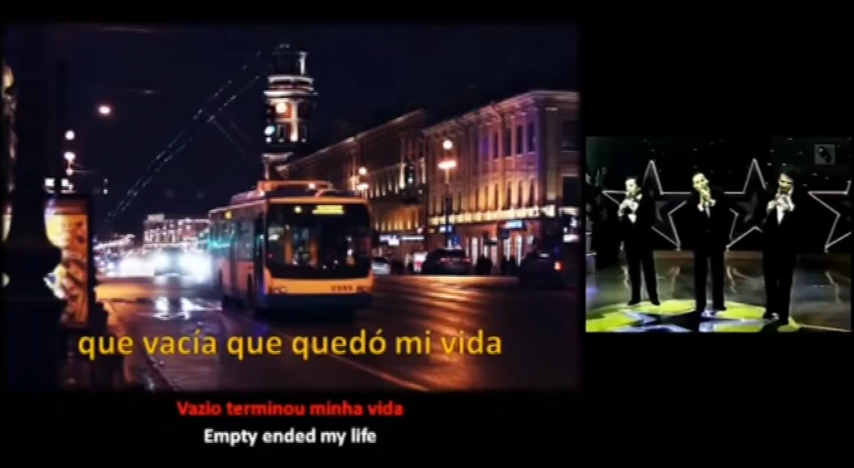 que vacía que quedó mi vida
Vazio terminou minha vida
Empty ended my life